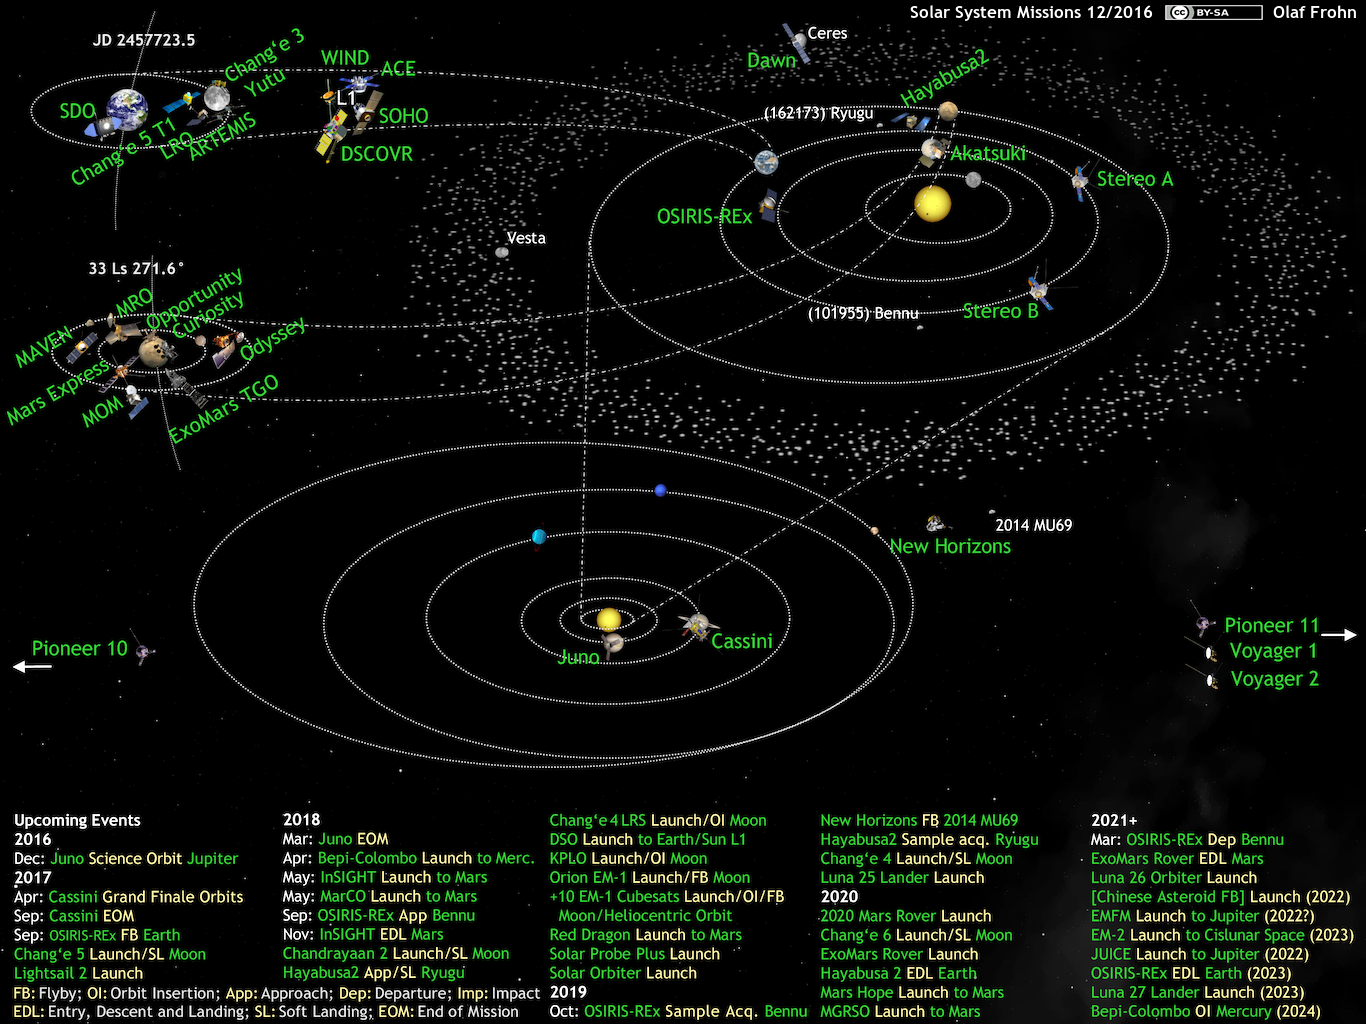 Solar System Missions 12/2016 cc BY-SA Olaf Frohn
JD 2457723.5
Chang‘e 3
Yutu
SDO
Chang‘e 5 T1
LRO
ARTEMIS
WIND
ACE
L1
SOHO
DSCOVR
Ceres
Dawn
Hayabusa2
(162173) Ryugu
Akatsuki
Stereo A
OSIRIS-REx
Vesta
Stereo B
(101955) Bennu
33 Ls 271.6°
MRO
Opportunity
Curiosity
MAVEN
Odyssey
Mars Express
MOM
ExoMars TGO
2014 MU69
New Horizons
Pioneer 10
Juno
Cassini
Pioneer 11
Voyager 1
Voyager 2
Upcoming Events
2016
Dec: Juno Science Orbit Jupiter
2017
Apr: Cassini Grand Finale Orbits
Sep: Cassini EOM
Sep: OSIRIS-REx FB Earth
Chang‘e 5 Launch/SL Moon
Lightsail 2 Launch
FB: Flyby; OI: Orbit Insertion; App: Approach; Dep: Departure; Imp: Impact
EDL: Entry, Descent and Landing; SL: Soft Landing; EOM: End of Mission
2018
Mar: Juno EOM
Apr: Bepi-Colombo Launch to Merc.
May: InSIGHT Launch to Mars
May: MarCO Launch to Mars
Sep: OSIRIS-REx App Bennu
Nov: InSIGHT EDL Mars
Chandrayaan 2 Launch/SL Moon
Hayabusa2 App/SL Ryugu
Chang‘e 4 LRS Launch/OI Moon
DSO Launch to Earth/Sun L1
KPLO Launch/OI Moon
Orion EM-1 Launch/FB Moon
+10 EM-1 Cubesats Launch/OI/FB
Moon/Heliocentric Orbit
Red Dragon Launch to Mars
Solar Probe Plus Launch
Solar Orbiter Launch
2019
Oct: OSIRIS-REx Sample Acq. Bennu
New Horizons FB 2014 MU69
Hayabusa2 Sample acq. Ryugu
Chang‘e 4 Launch/SL Moon
Luna 25 Lander Launch
2020
2020 Mars Rover Launch
Chang‘e 6 Launch/SL Moon
ExoMars Rover Launch
Hayabusa 2 EDL Earth
Mars Hope Launch to Mars
MGRSO Launch to Mars
2021+
Mar: OSIRIS-REx Dep Bennu
ExoMars Rover EDL Mars
Luna 26 Orbiter Launch
[Chinese Asteroid FB] Launch (2022)
EMFM Launch to Jupiter (2022?)
EM-2 Launch to Cislunar Space (2023)
JUICE Launch to Jupiter (2022)
OSIRIS-REx EDL Earth (2023)
Luna 27 Lander Launch (2023)
Bepi-Colombo OI Mercury (2024)